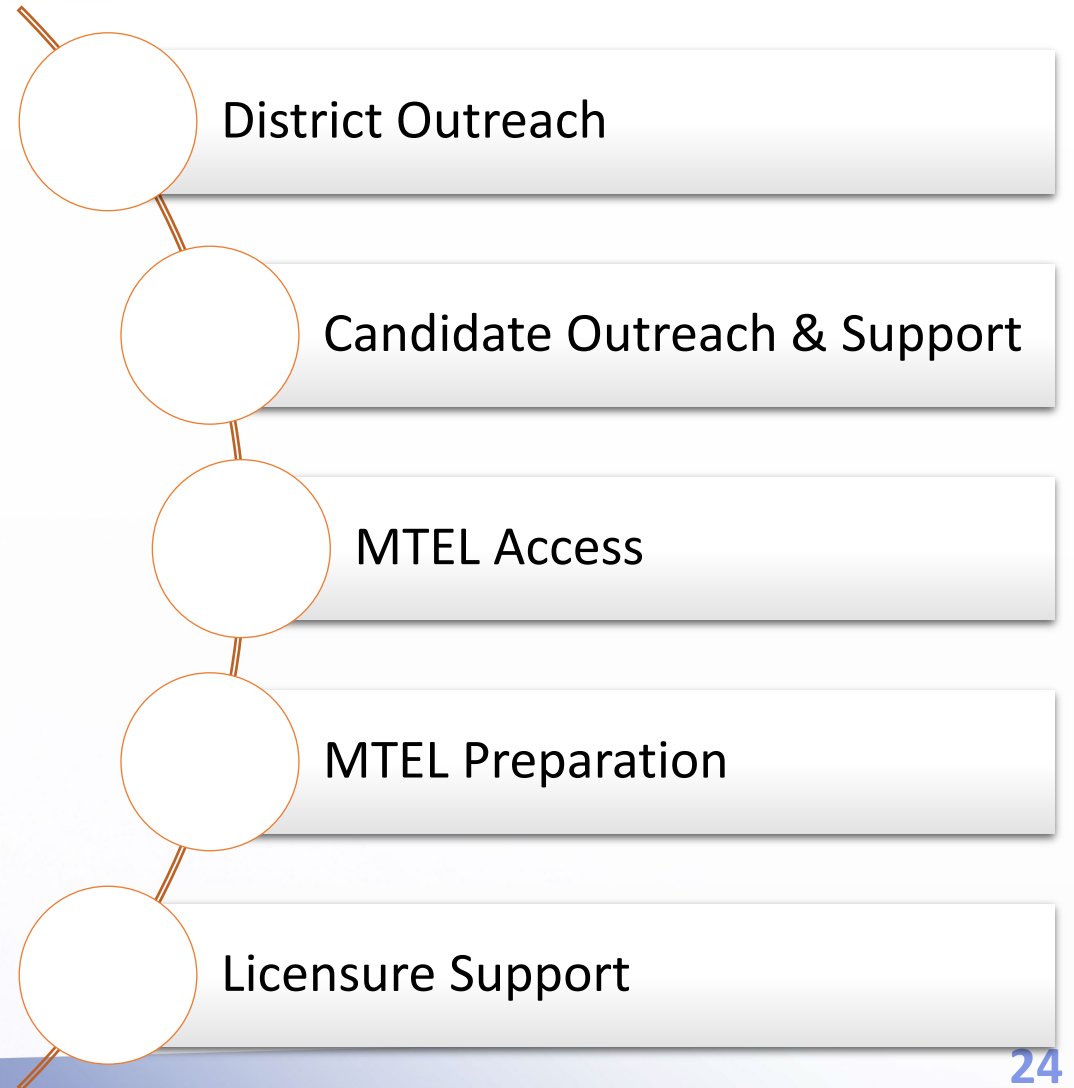 District Outreach
Candidate Outreach & Support
MTEL Access
MTEL Preparation
Licensure Support
24